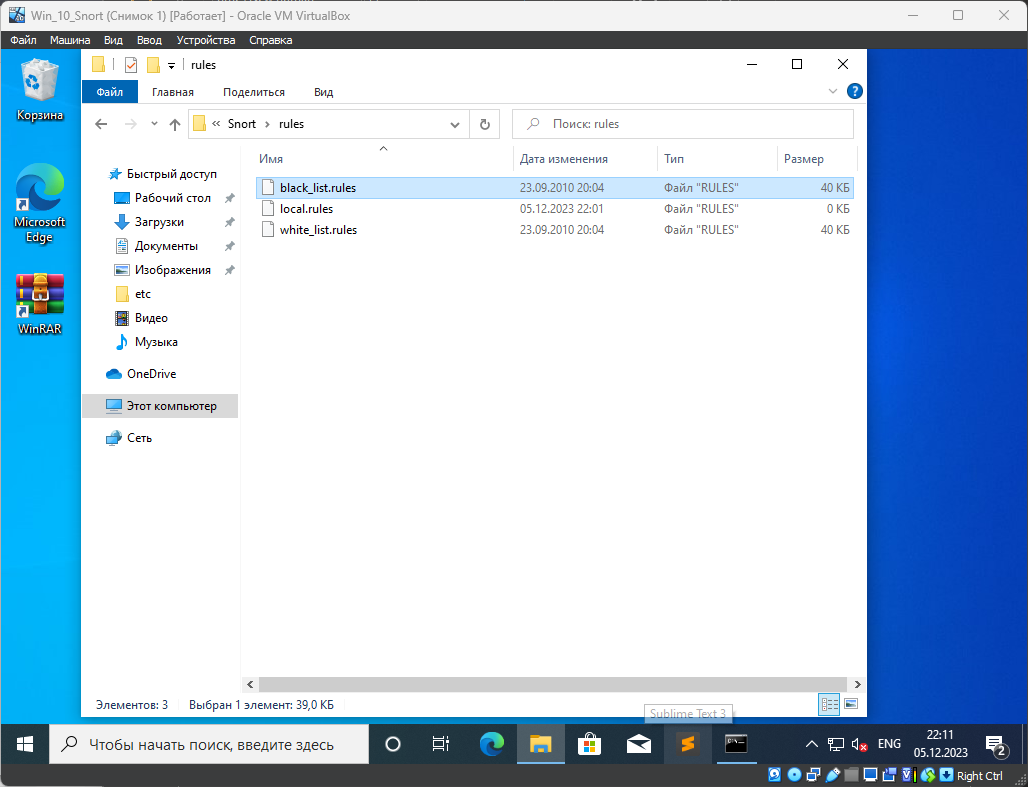 Win_10_Snort (Снимок 1) [Работает] - Oracle VM VirtualBox
Файл Машина Вид Ввод Устройства Справка
rules
Файл Главная Поделиться Вид
« Snort › rules
Поиск: rules
Корзина
Microsoft Edge
WinRAR
Быстрый доступ
Рабочий стол
Загрузки
Документы
Изображения
etc
Видео
Музыка
OneDrive
Этот компьютер
Сеть
Имя Дата изменения Тип Размер
black_list.rules 23.09.2010 20:04 Файл "RULES" 40 КБ
local.rules 05.12.2023 22:01 Файл "RULES" 0 КБ
white_list.rules 23.09.2010 20:04 Файл "RULES" 40 КБ
Элементов: 3 Выбран 1 элемент: 39,0 КБ
Sublime Text 3
Чтобы начать поиск, введите здесь
ENG
22:11
05.12.2023
2
Right Ctrl